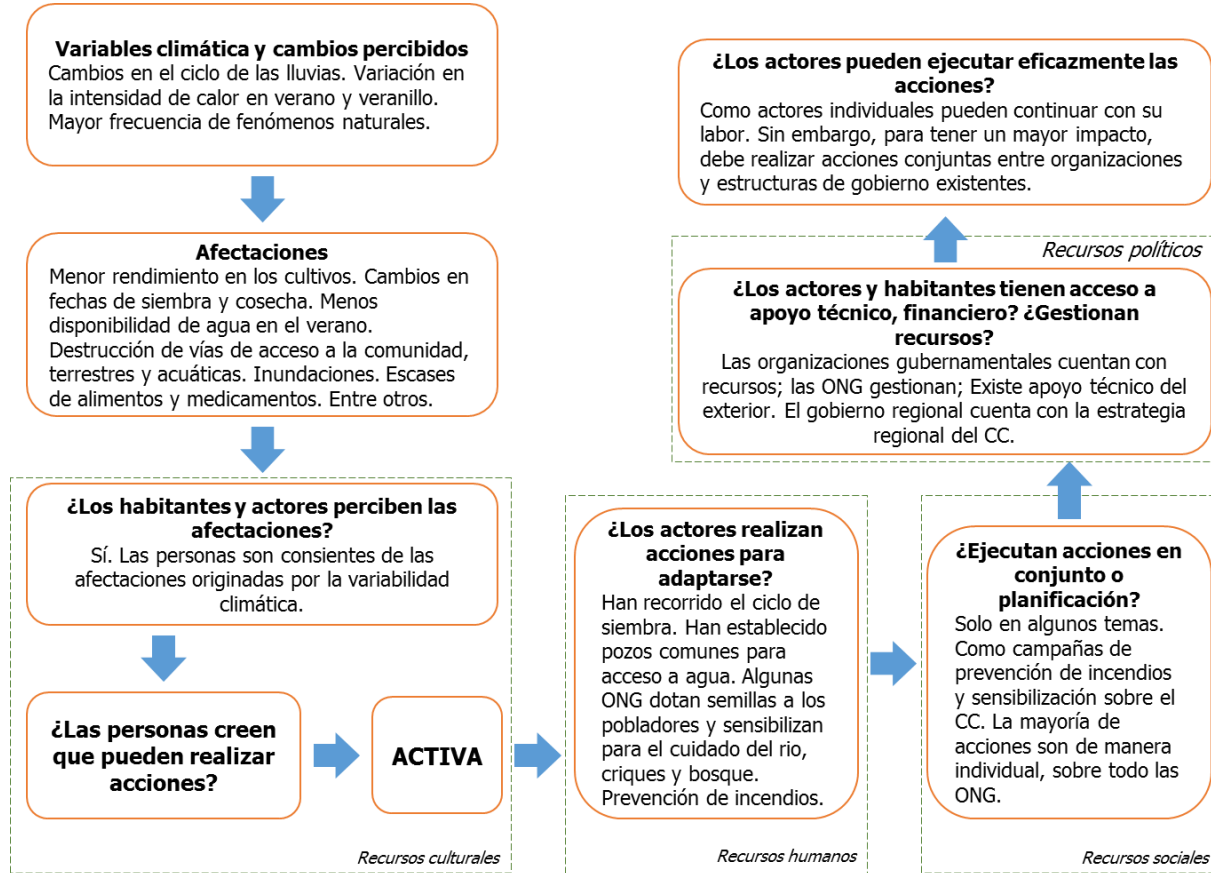 Variables climática y cambios percibidos
Cambios en el ciclo de las lluvias. Variación en
la intensidad de calor en verano y veranillo.
Mayor frecuencia de fenómenos naturales.
Afectaciones
Menor rendimiento en los cultivos. Cambios en
fechas de siembra y cosecha. Menos
disponibilidad de agua en el verano.
Destrucción de vías de acceso a la comunidad,
terrestres y acuáticas. Inundaciones. Escases
de alimentos y medicamentos. Entre otros.
¿Los habitantes y actores perciben las
afectaciones?
Sí. Las personas son consientes de las
afectaciones originadas por la variabilidad
climática.
¿Las personas creen
que pueden realizar
acciones?
ACTIVA
Recursos culturales
¿Los actores realizan
acciones para
adaptarse?
Han recorrido el ciclo de
siembra. Han establecido
pozos comunes para
acceso a agua. Algunas
ONG dotan semillas a los
pobladores y sensibilizan
para el cuidado del rio,
criques y bosque.
Prevención de incendios.
Recursos humanos
¿Ejecutan acciones en
conjunto o
planificación?
Solo en algunos temas.
Como campañas de
prevención de incendios
y sensibilización sobre el
CC. La mayoría de
acciones son de manera
individual, sobre todo las
ONG.
Recursos sociales
Recursos políticos
¿Los actores y habitantes tienen acceso a
apoyo técnico, financiero? ¿Gestionan
recursos?
Las organizaciones gubernamentales cuentan con
recursos; las ONG gestionan; Existe apoyo técnico del
exterior. El gobierno regional cuenta con la estrategia
regional del CC.
¿Los actores pueden ejecutar eficazmente las
acciones?
Como actores individuales pueden continuar con su
labor. Sin embargo, para tener un mayor impacto,
debe realizar acciones conjuntas entre organizaciones
y estructuras de gobierno existentes.